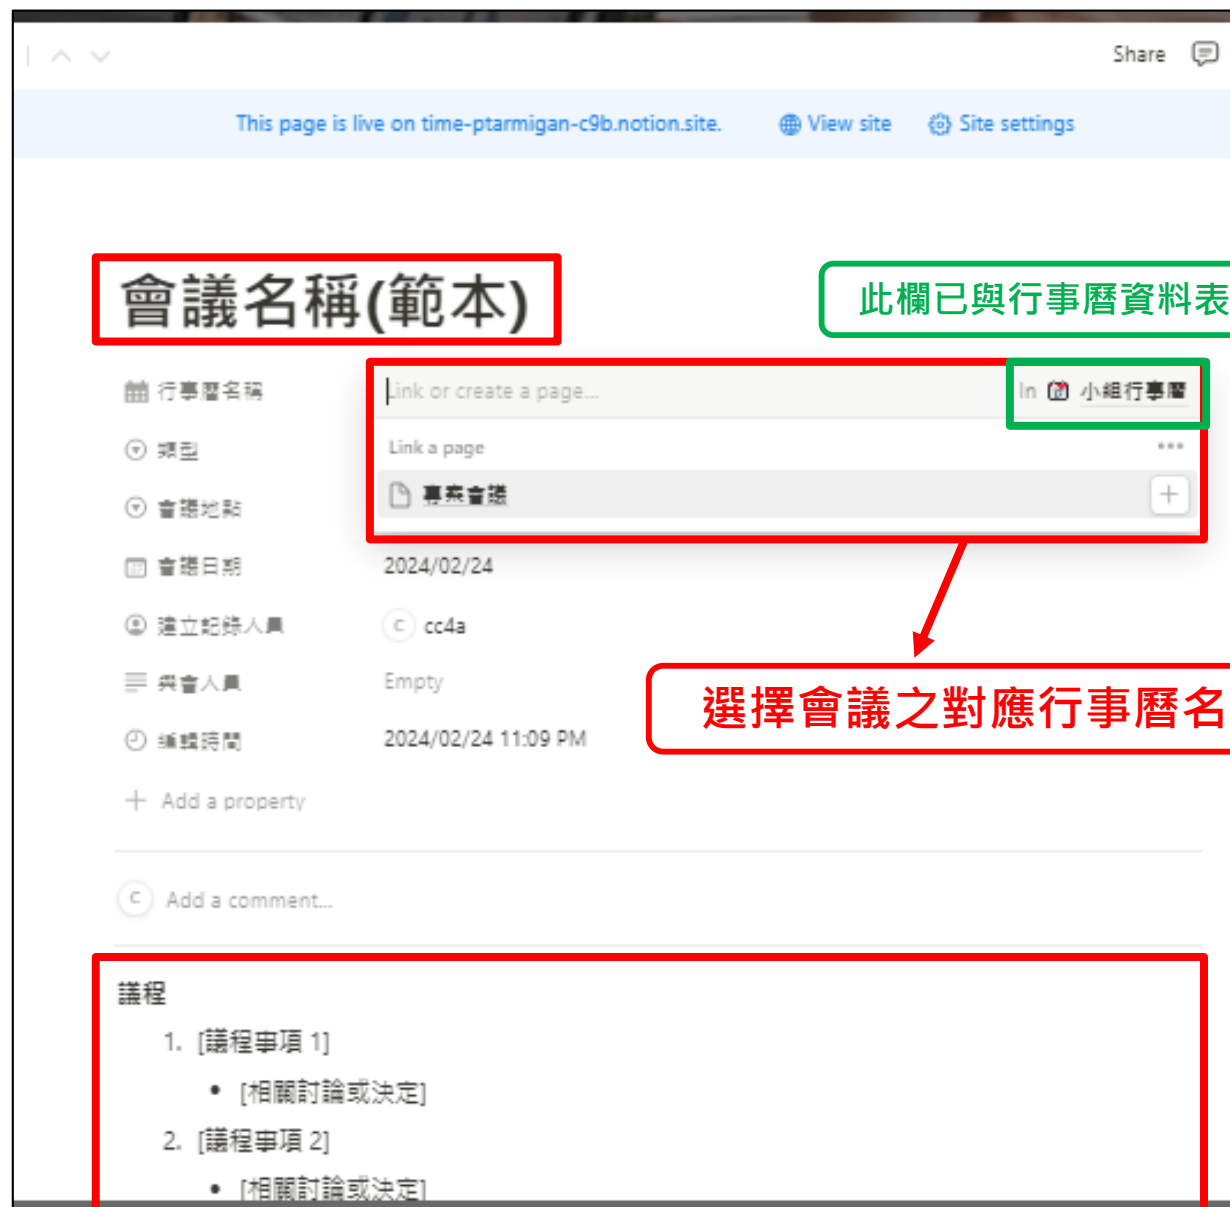 Share
This page is live on time-ptarmigan-c9b.notion.site. View site Site settings
會議名稱(範本)
此欄已與行事曆資料表
行事曆名稱 Link or create a page... In 小組行事曆
類型 Link a page
專案會議
會議地點
會議日期 2024/02/24
建立記錄人員 C cc4a
與會人員 Empty
選擇會議之對應行事曆名
編輯時間 2024/02/24 11:09 PM
Add a property
C Add a comment...
議程
1. [議程事項 1]
• [相關討論或決定]
2. [議程事項 2]
• [相關討論或決定]